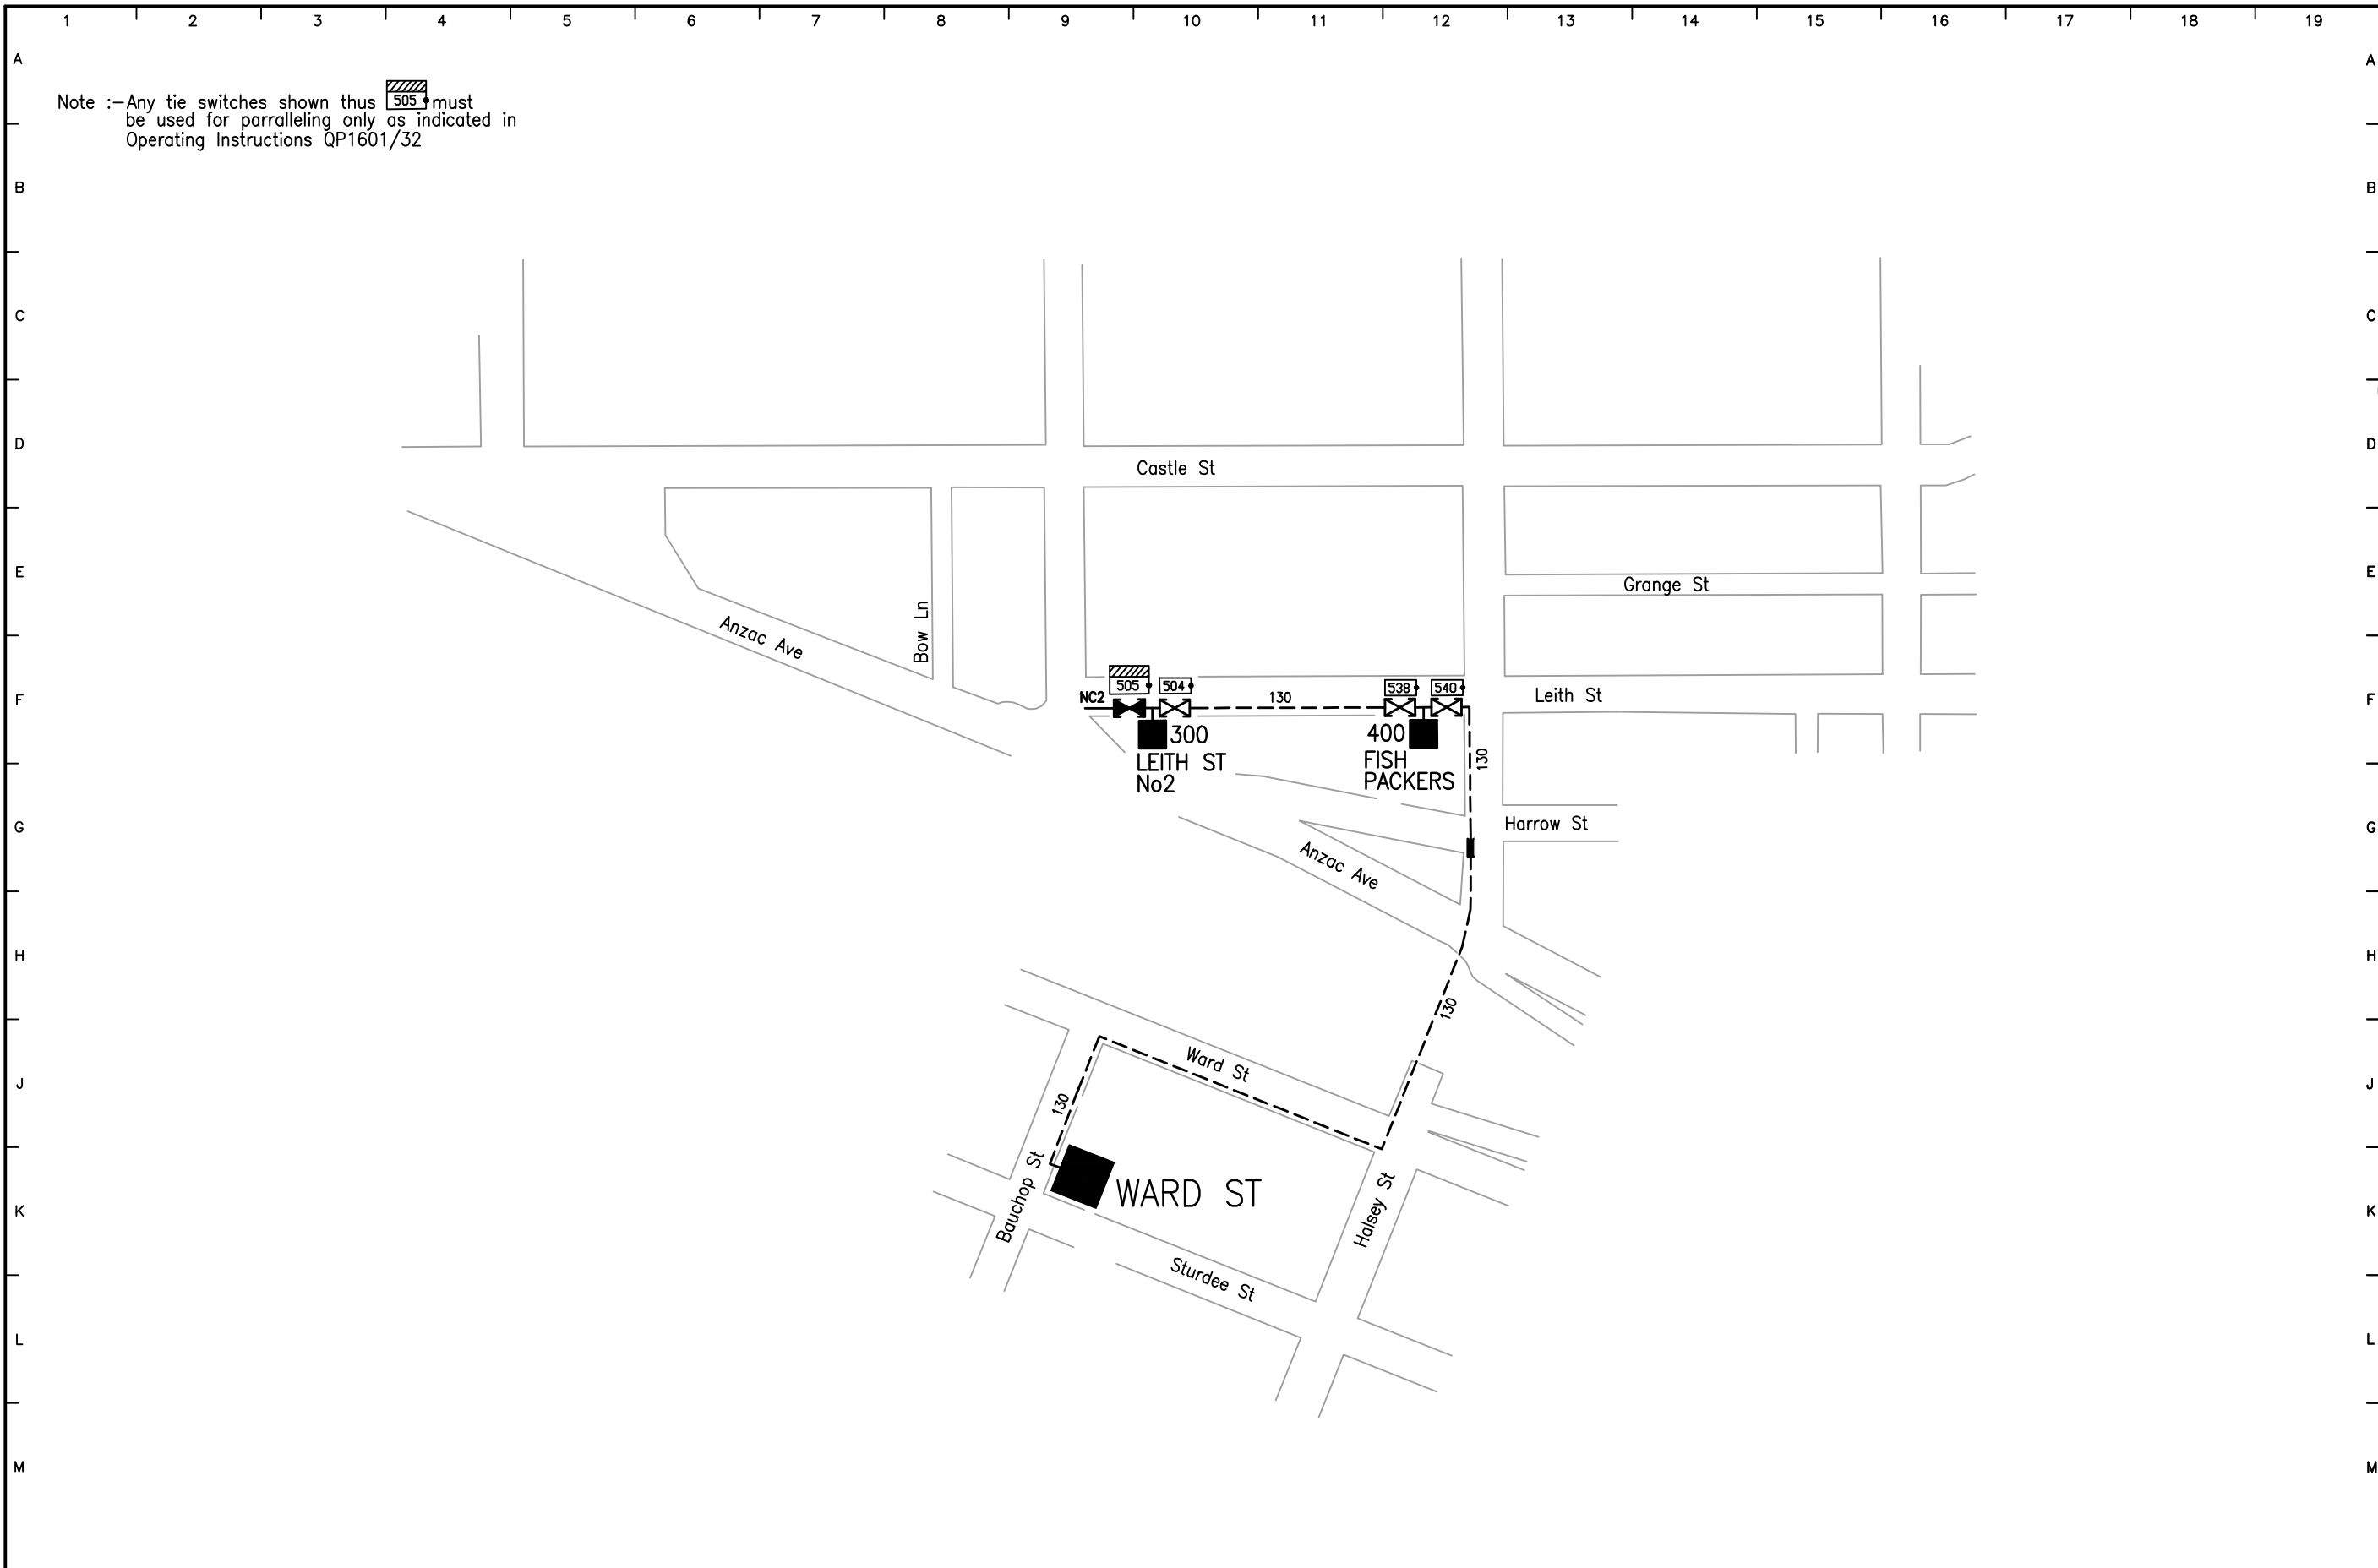 1 2 3 4 5 6 7 8 9 10 11 12 13 14 15 16 17 18 19
A A
Note :-Any tie switches shown thus 505 must
be used for parralleling only as indicated in
Operating Instructions QP1601/32
B B
C C
D D
Castle St
E E
Grange St
Anzac Ave
Bow Ln
F F
505 504
538 540
NC2
130
Leith St
300
LEITH ST
No2
400
FISH
PACKERS
130
G G
Harrow St
Anzac Ave
H H
130
J J
Ward St
130
K K
WARD ST
Bauchop St
Halsey St
Sturdee St
L L
M M